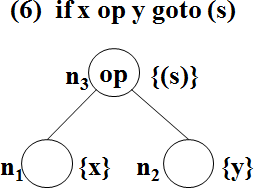 (6) if x op y goto (s)
n3 op {(s)}
n1 {x} n2 {y}